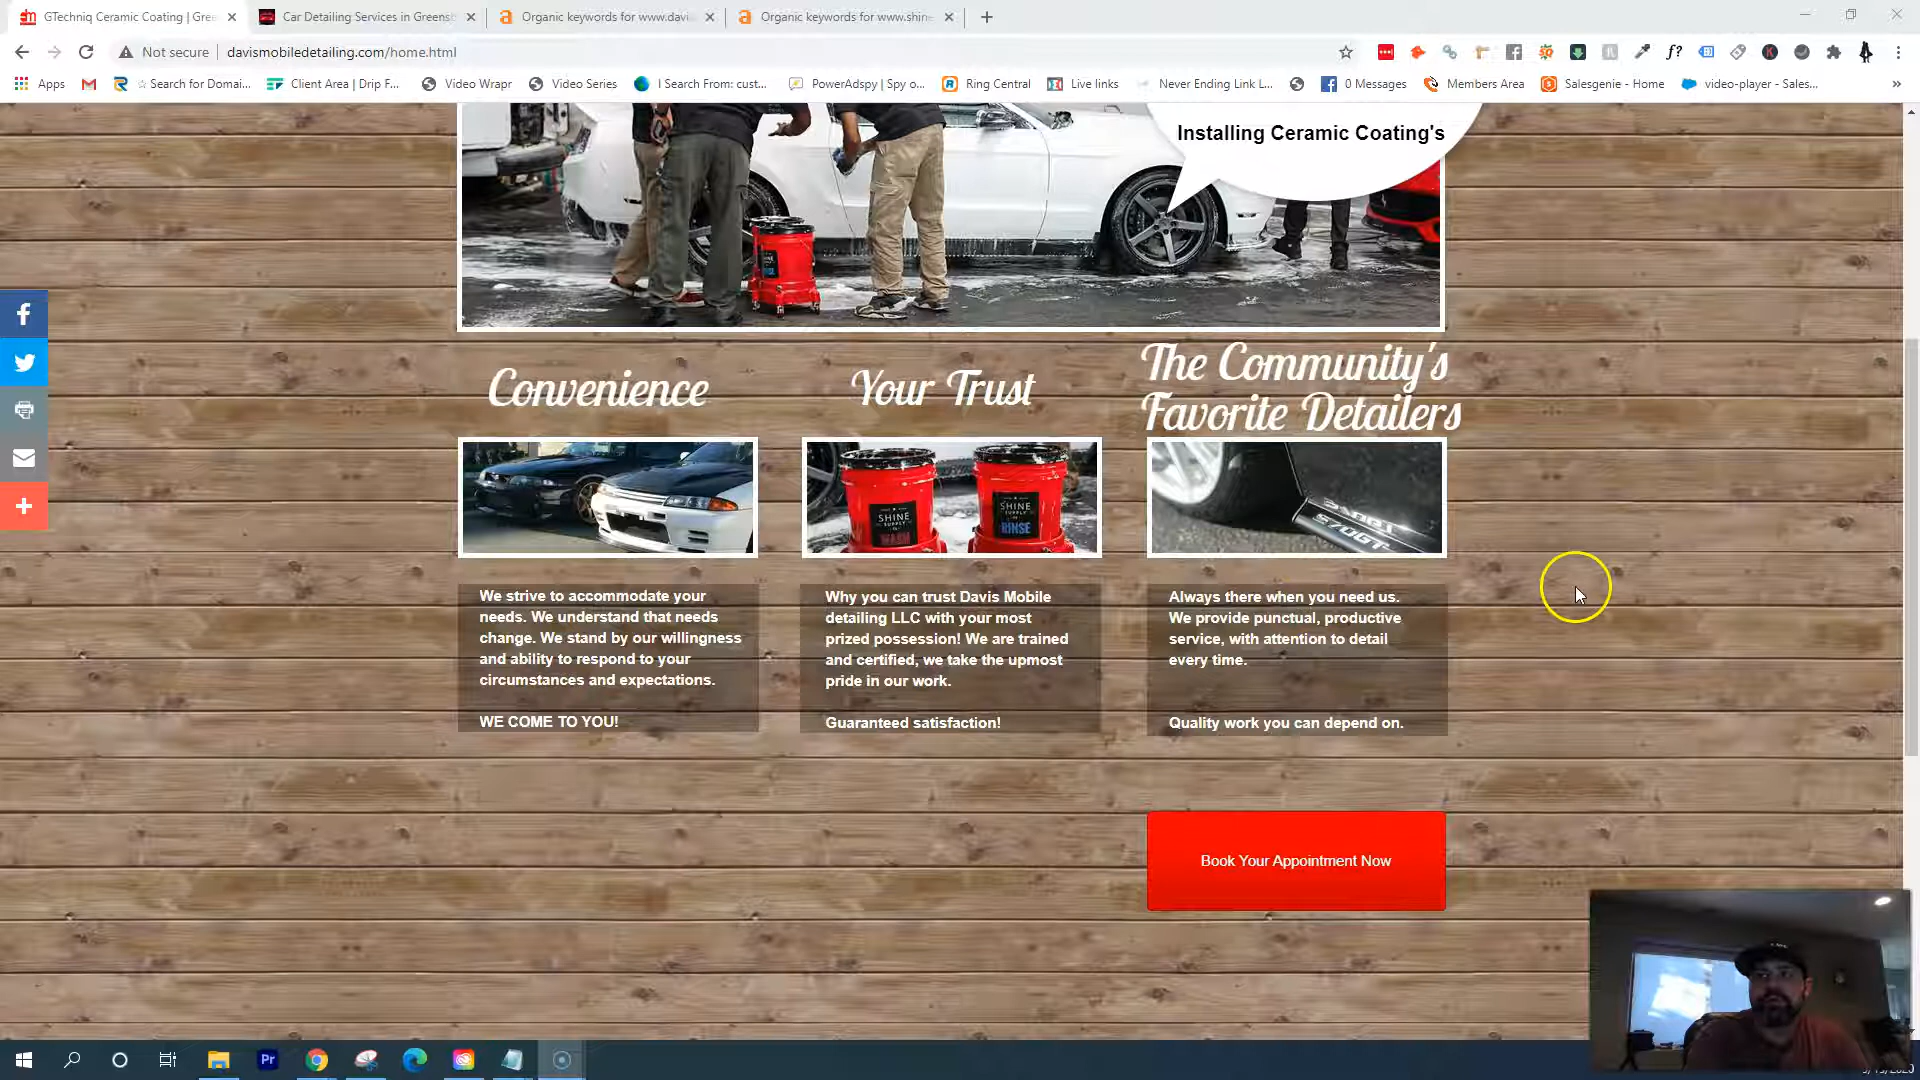 GTechniq Ceramic Coating | Gree
Car Detailing Services in Greensb
Organic keywords for www.davi
Organic keywords for www.shine
Not secure
davismobiledetailing.com/home.html
Apps
☆ Search for Domai...
Client Area | Drip F...
Video Wrapr
Video Series
I Search From: cust...
PowerAdspy | Spy o...
Ring Central
Live links
Never Ending Link L...
0 Messages
Members Area
Salesgenie - Home
video-player - Sales...
Installing Ceramic Coating's
Convenience
Your Trust
The Community's
Favorite Detailers
SHINE
SUPPLY
WASH
SHINE
SUPPLY
RINSE
570GT
We strive to accommodate your
needs. We understand that needs
change. We stand by our willingness
and ability to respond to your
circumstances and expectations.
WE COME TO YOU!
Why you can trust Davis Mobile
detailing LLC with your most
prized possession! We are trained
and certified, we take the upmost
pride in our work.
Guaranteed satisfaction!
Always there when you need us.
We provide punctual, productive
service, with attention to detail
every time.
Quality work you can depend on.
Book Your Appointment Now
Pr